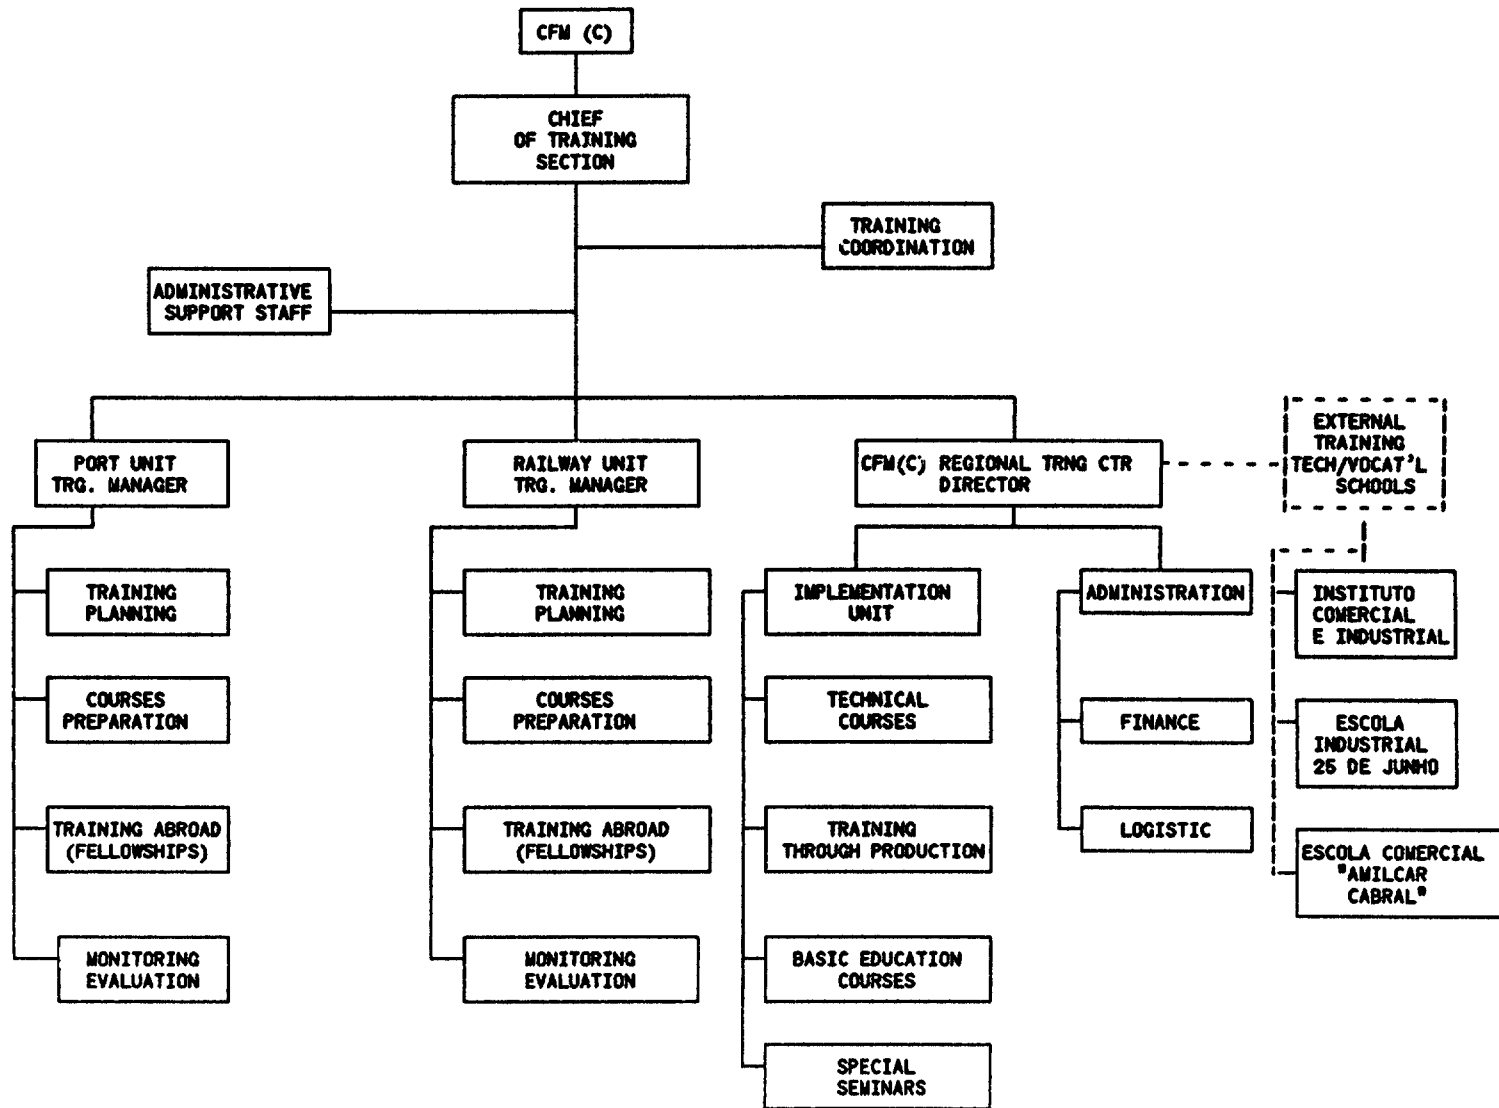 CFM (C)
CHIEF
OF TRAINING
SECTION
TRAINING
COORDINATION
ADMINISTRATIVE
SUPPORT STAFF
PORT UNIT
TRG. MANAGER
RAILWAY UNIT
TRG. MANAGER
CFM(C) REGIONAL TRNG CTR
DIRECTOR
EXTERNAL
TRAINING
TECH/VOCAT'L
SCHOOLS
TRAINING
PLANNING
COURSES
PREPARATION
TRAINING ABROAD
(FELLOWSHIPS)
MONITORING
EVALUATION
TRAINING
PLANNING
COURSES
PREPARATION
TRAINING ABROAD
(FELLOWSHIPS)
MONITORING
EVALUATION
IMPLEMENTATION
UNIT
TECHNICAL
COURSES
TRAINING
THROUGH PRODUCTION
BASIC EDUCATION
COURSES
SPECIAL
SEMINARS
ADMINISTRATION
FINANCE
LOGISTIC
INSTITUTO
COMERCIAL
E INDUSTRIAL
ESCOLA
INDUSTRIAL
25 DE JUNHO
ESCOLA COMERCIAL
"AMILCAR
CABRAL"